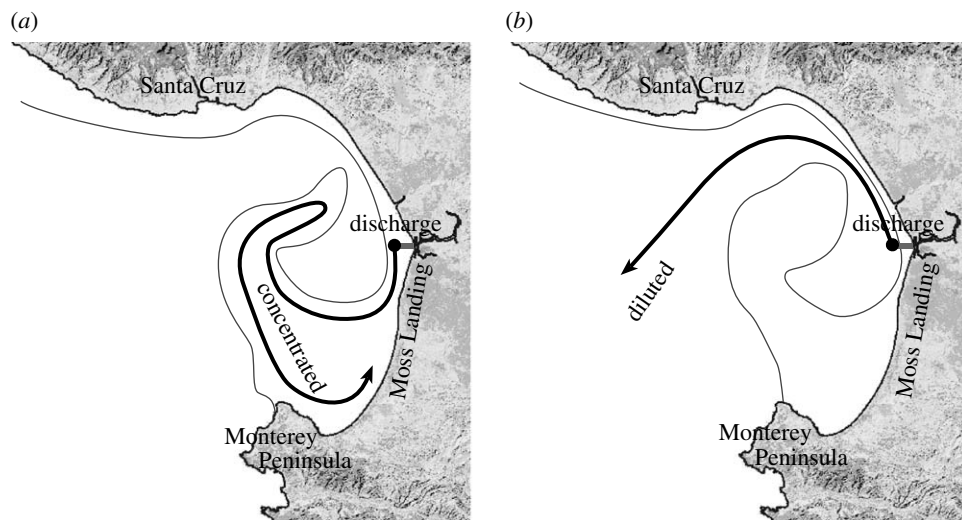 (a)
Santa Cruz
discharge
concentrated
Moss Landing
Monterey
Peninsula
(b)
Santa Cruz
discharge
diluted
Moss Landing
Monterey
Peninsula